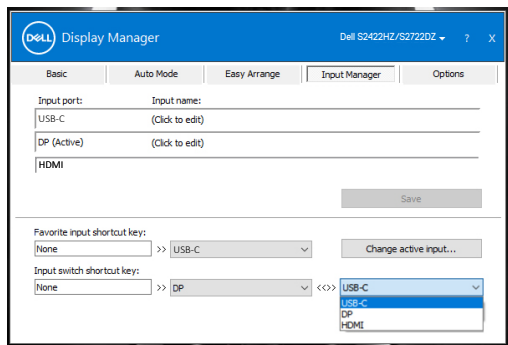 DELL Display Manager Dell S2422HZ/S2722DZ ? X
Basic Auto Mode Easy Arrange Input Manager Options
Input port: Input name:
USB-C (Click to edit)
DP (Active) (Click to edit)
HDMI
Save
Favorite input shortcut key:
None >> USB-C Change active input...
Input switch shortcut key:
None >> DP <<>> USB-C
USB-C
DP
HDMI